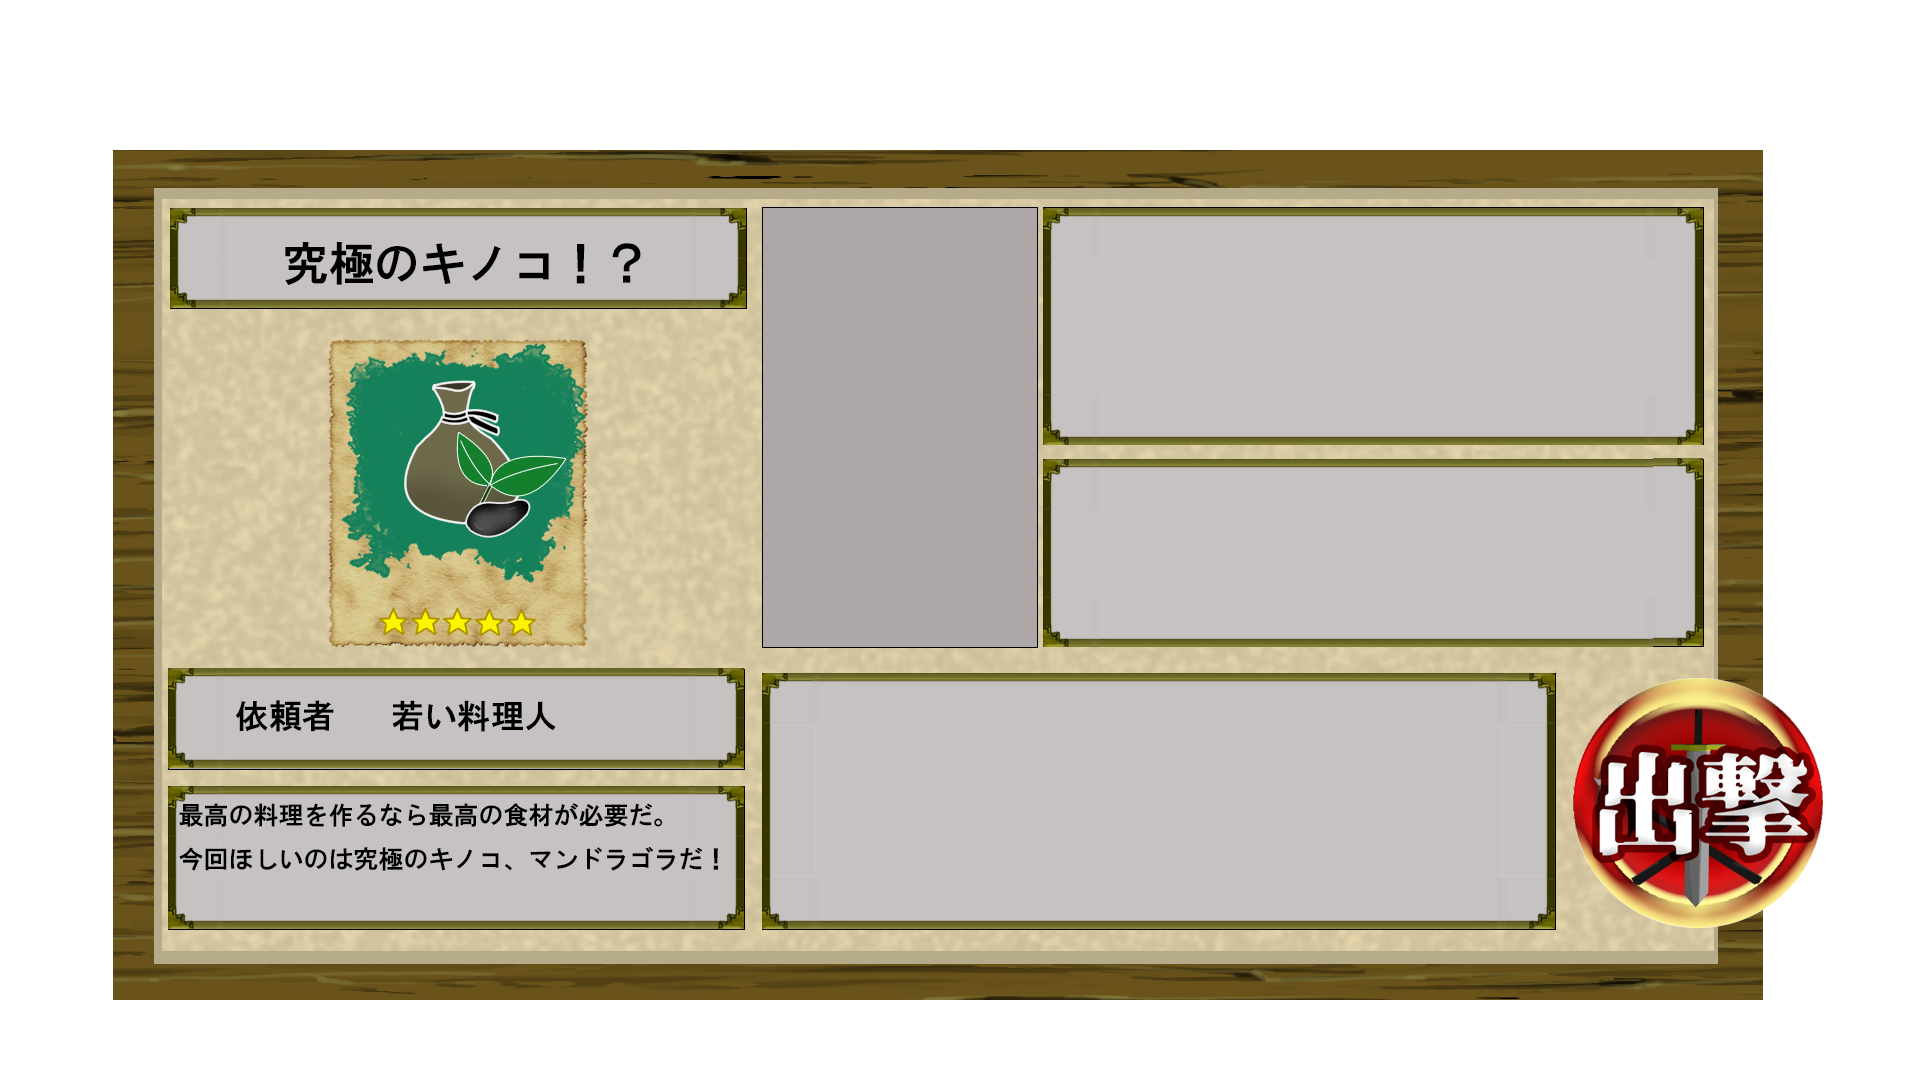 究極のキノコ！？
依頼者　若い料理人
最高の料理を作るなら最高の食材が必要だ。
今回ほしいのは究極のキノコ、マンドラゴラだ！
出撃